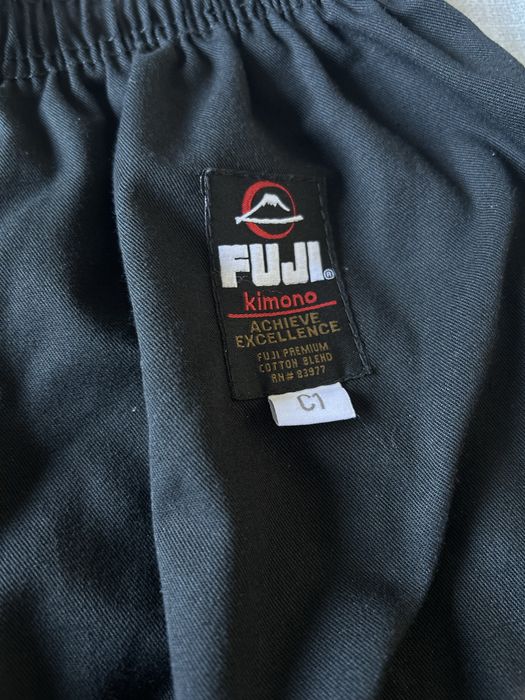 FUJI®
kimono
ACHIEVE
EXCELLENCE
FUJI PREMIUM
COTTON BLEND
RN# 83977
C1